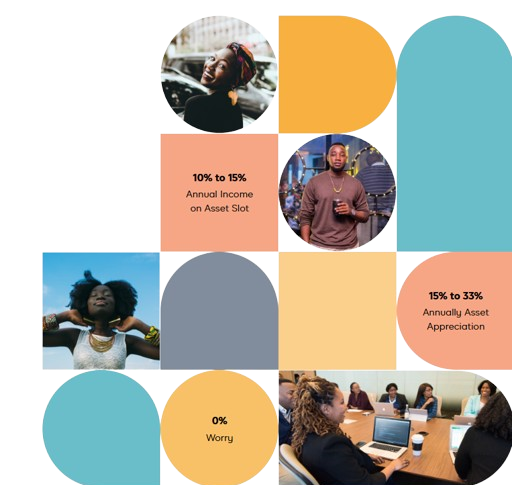 10% to 15%
Annual Income
on Asset Slot
15% to 33%
Annually Asset
Appreciation
0%
Worry